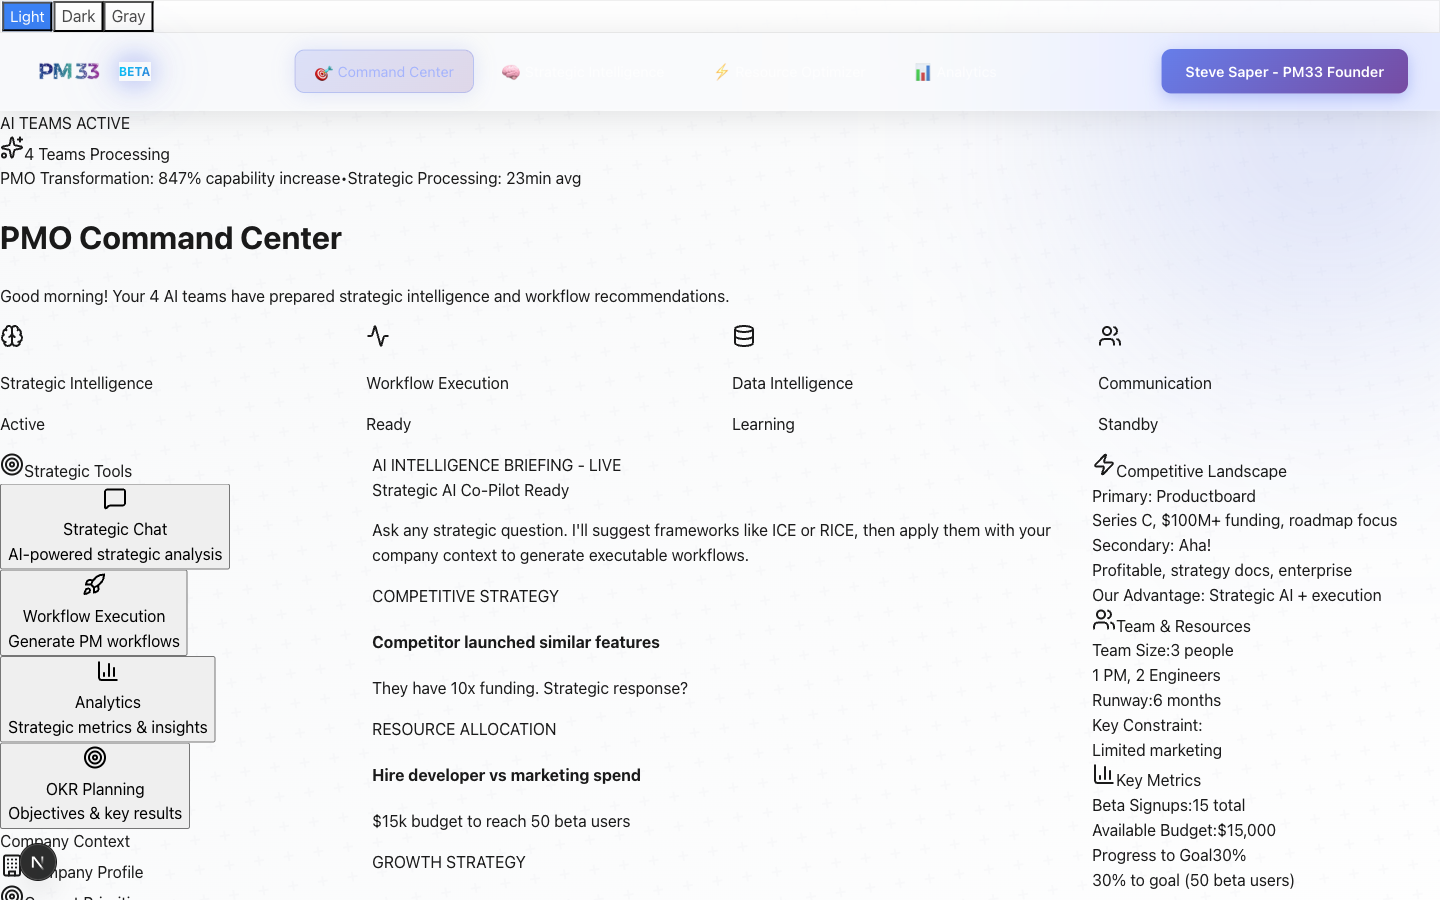 Light Dark Gray
PM33 BETA 🎯 Command Center 🧠 ⚡ 📊 Analytics Steve Saper - PM33 Founder
AI TEAMS ACTIVE
4 Teams Processing
PMO Transformation: 847% capability increase•Strategic Processing: 23min avg
PMO Command Center
Good morning! Your 4 AI teams have prepared strategic intelligence and workflow recommendations.
Strategic Intelligence
Active
Workflow Execution
Ready
Data Intelligence
Learning
Communication
Standby
Strategic Tools
Strategic Chat
AI-powered strategic analysis
Workflow Execution
Generate PM workflows
Analytics
Strategic metrics & insights
OKR Planning
Objectives & key results
Company Context
Company Profile
AI INTELLIGENCE BRIEFING - LIVE
Strategic AI Co-Pilot Ready
Ask any strategic question. I'll suggest frameworks like ICE or RICE, then apply them with your
company context to generate executable workflows.
COMPETITIVE STRATEGY
Competitor launched similar features
They have 10x funding. Strategic response?
RESOURCE ALLOCATION
Hire developer vs marketing spend
$15k budget to reach 50 beta users
GROWTH STRATEGY
Competitive Landscape
Primary: Productboard
Series C, $100M+ funding, roadmap focus
Secondary: Aha!
Profitable, strategy docs, enterprise
Our Advantage: Strategic AI + execution
Team & Resources
Team Size:3 people
1 PM, 2 Engineers
Runway:6 months
Key Constraint:
Limited marketing
Key Metrics
Beta Signups:15 total
Available Budget:$15,000
Progress to Goal30%
30% to goal (50 beta users)